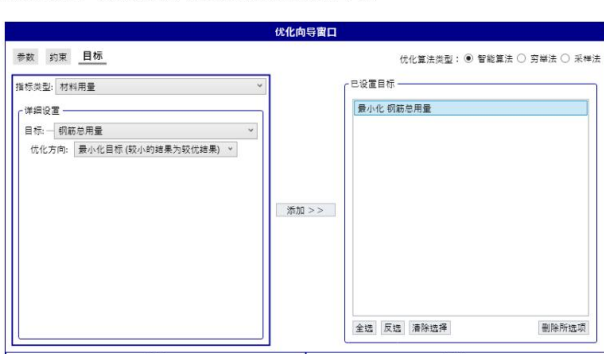 优化向导窗口
参数 约束 目标
优化算法类型: 智能算法 穷举法 采样法
指标类型: 材料用量
详细设置
目标: 钢筋总用量
优化方向: 最小化目标 (较小的结果为较优结果)
添加 >>
已设置目标
最小化 钢筋总用量
全选 反选 清除选择 删除所选项